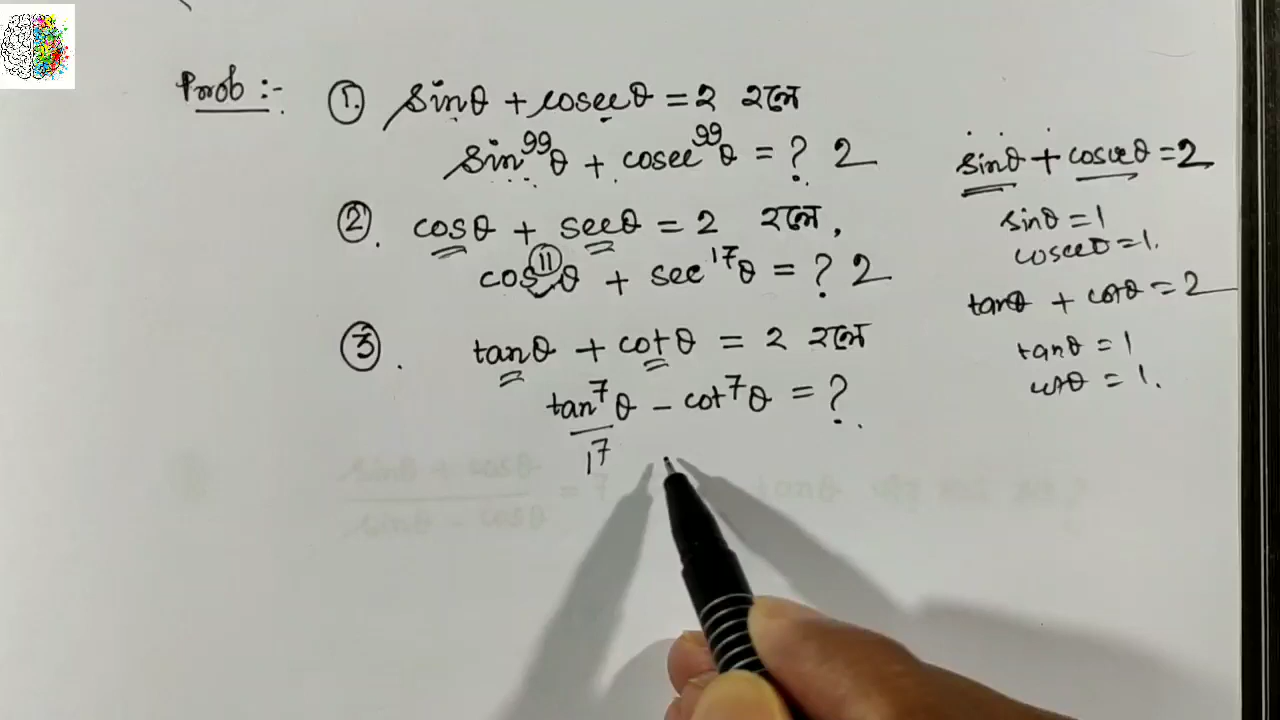 Prob :-
①. sinθ + cosecθ = 2 হলে
sin⁹⁹θ + cosec⁹⁹θ = ? 2
②. cosθ + secθ = 2 হলে,
cos¹¹θ + sec¹⁷θ = ? 2
③. tanθ + cotθ = 2 হলে
tan⁷θ – cot⁷θ = ?
1⁷
sinθ + cosecθ = 2
sinθ = 1
cosecθ = 1.
tanθ + cotθ = 2
tanθ = 1
cotθ = 1.